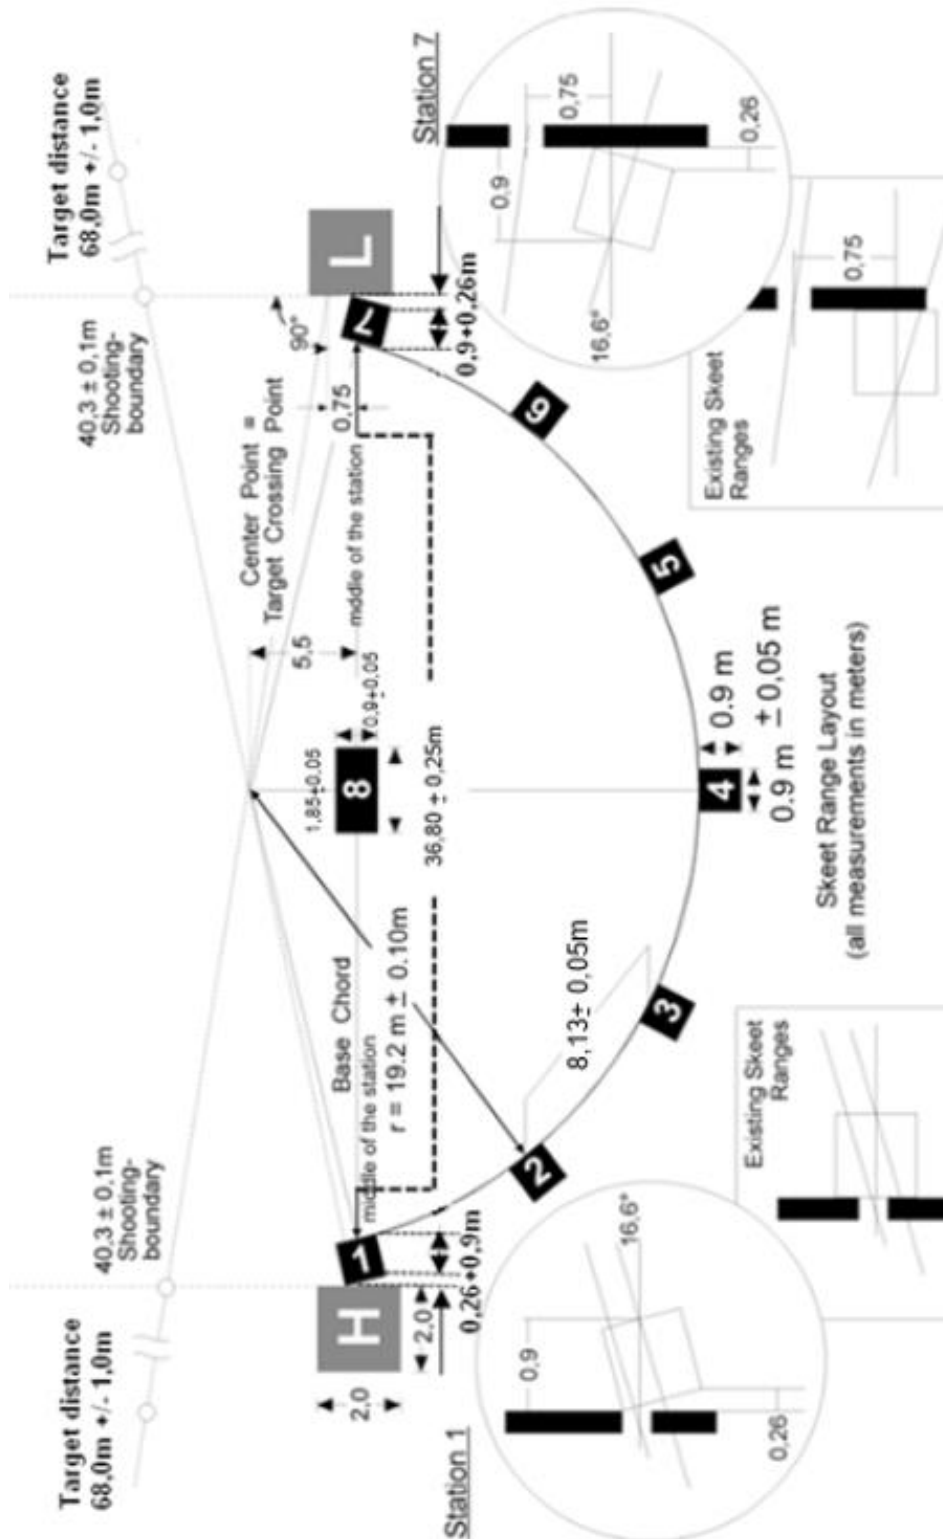 Target distance
68,0m +/- 1,0m
40,3 ± 0,1m
Shooting-
boundary
Target distance
68,0m +/- 1,0m
40,3 ± 0,1m
Shooting-
boundary
Center Point =
Target Crossing Point
90°
5,5
0,75
1,85±0.05
0,9±0.05
8
H
L
2,0
2,0
Base Chord
middle of the station
middle of the station
r = 19.2 m ± 0.10m
36,80 ± 0,25m
1
2
3
4
5
6
7
0,26+0,9m
0,9+0,26m
8,13± 0,05m
0.9 m
0.9 m ± 0,05 m
Skeet Range Layout
(all measurements in meters)
Station 1
0,9
16,6°
0,26
Existing Skeet
Ranges
Station 7
0,9
0,75
16,6°
0,26
Existing Skeet
Ranges
0,75